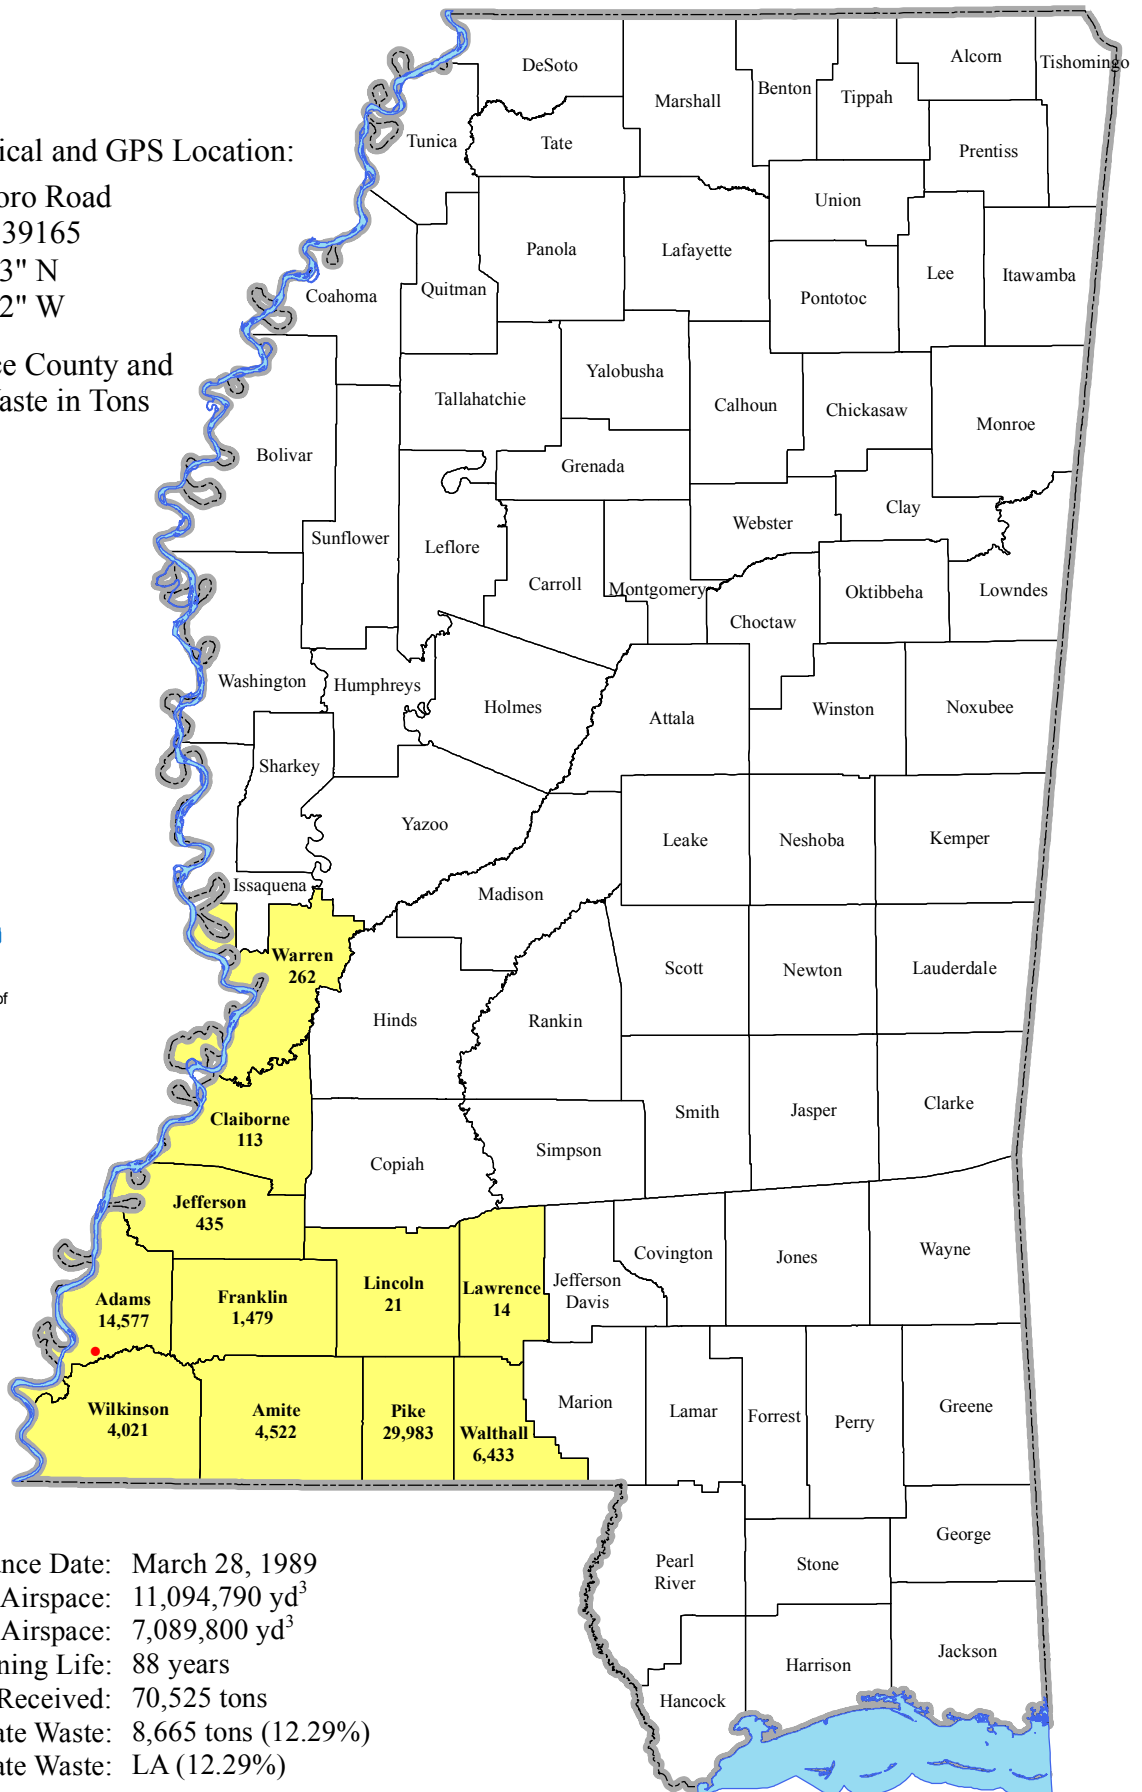 ical and GPS Location:
oro Road
39165
3" N
2" W
ce County and
Waste in Tons
of
DeSoto
Marshall
Benton
Tippah
Alcorn
Tishomingo
Tunica
Tate
Prentiss
Union
Panola
Lafayette
Lee
Itawamba
Pontotoc
Coahoma
Quitman
Yalobusha
Tallahatchie
Calhoun
Chickasaw
Monroe
Bolivar
Grenada
Clay
Webster
Sunflower
Leflore
Carroll
Montgomery
Oktibbeha
Lowndes
Choctaw
Washington
Humphreys
Holmes
Attala
Winston
Noxubee
Sharkey
Yazoo
Leake
Neshoba
Kemper
Issaquena
Madison
Warren
262
Scott
Newton
Lauderdale
Hinds
Rankin
Claiborne
113
Smith
Jasper
Clarke
Copiah
Simpson
Jefferson
435
Covington
Jones
Wayne
Adams
14,577
Franklin
1,479
Lincoln
21
Lawrence
14
Jefferson
Davis
Wilkinson
4,021
Amite
4,522
Pike
29,983
Walthall
6,433
Marion
Lamar
Forrest
Perry
Greene
George
Pearl
River
Stone
Jackson
Harrison
Hancock
ance Date: March 28, 1989
Airspace: 11,094,790 yd³
Airspace: 7,089,800 yd³
ning Life: 88 years
Received: 70,525 tons
ate Waste: 8,665 tons (12.29%)
ate Waste: LA (12.29%)